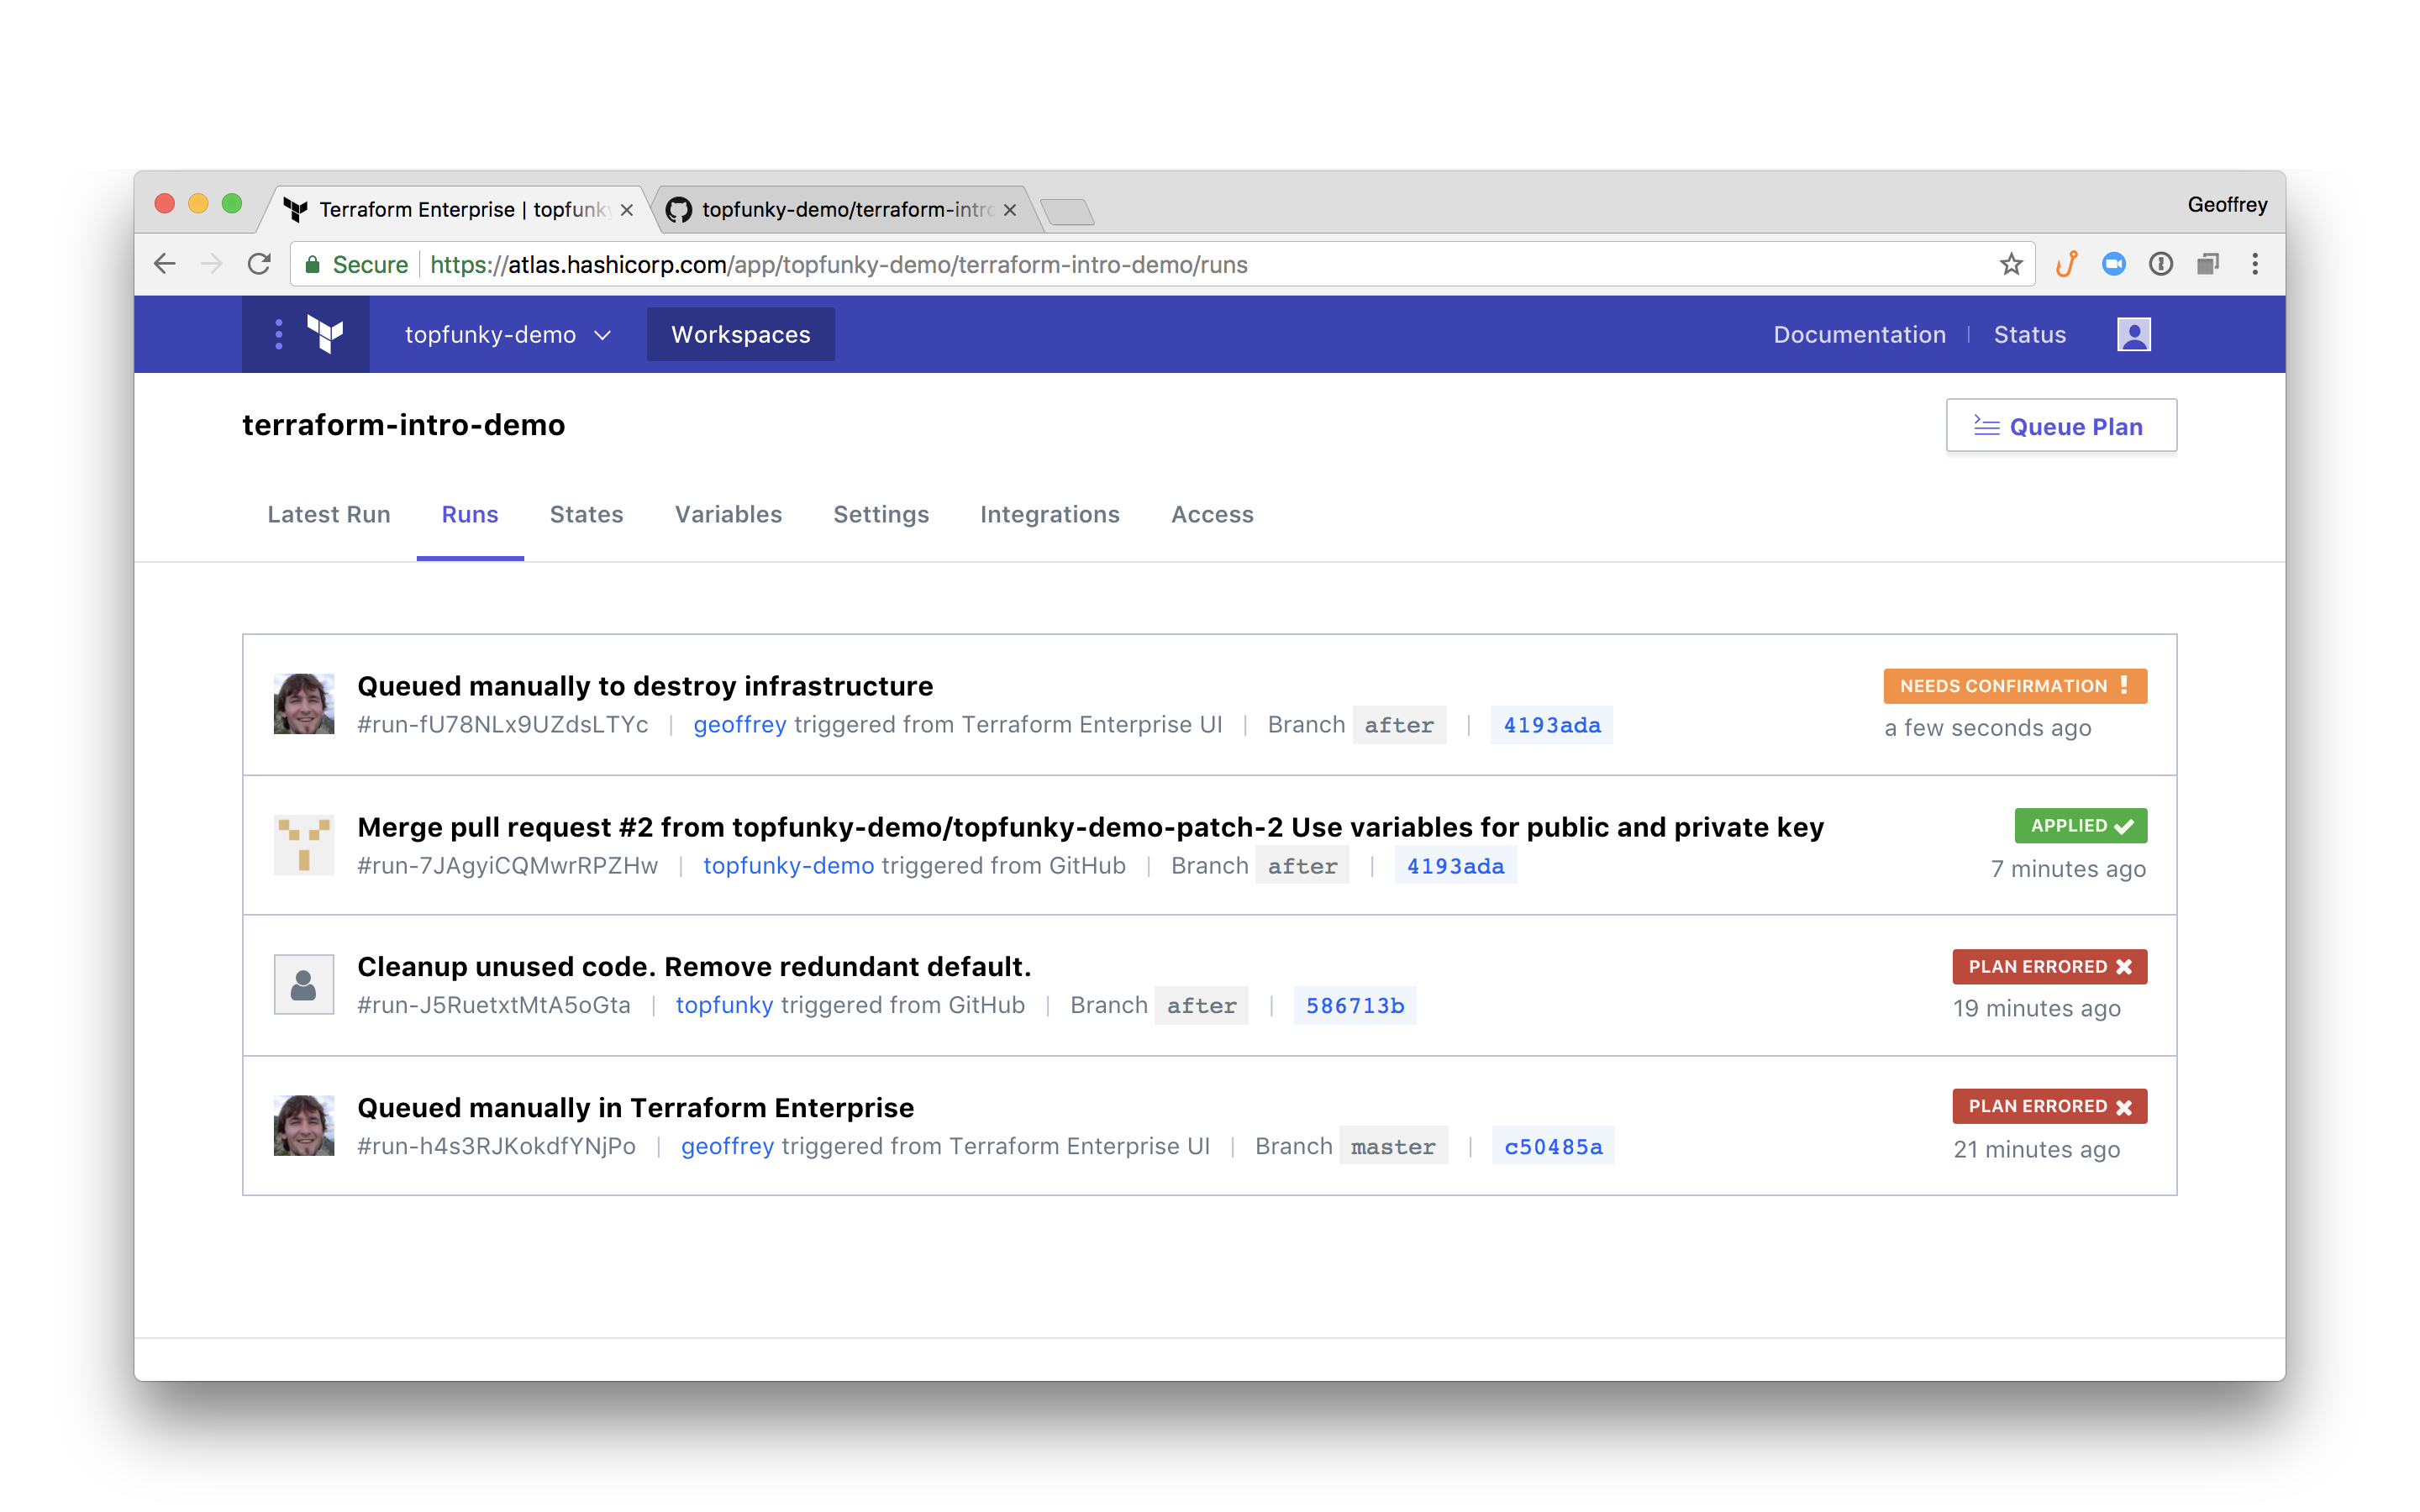 Terraform Enterprise | topfunky
topfunky-demo/terraform-intro
Geoffrey
Secure https://atlas.hashicorp.com/app/topfunky-demo/terraform-intro-demo/runs
topfunky-demo Workspaces Documentation | Status
terraform-intro-demo
Queue Plan
Latest Run Runs States Variables Settings Integrations Access
Queued manually to destroy infrastructure
NEEDS CONFIRMATION !
#run-fU78NLx9UZdsLTYc | geoffrey triggered from Terraform Enterprise UI | Branch after | 4193ada
a few seconds ago
Merge pull request #2 from topfunky-demo/topfunky-demo-patch-2 Use variables for public and private key
APPLIED
#run-7JAgyiCQMwrRPZHw | topfunky-demo triggered from GitHub | Branch after | 4193ada
7 minutes ago
Cleanup unused code. Remove redundant default.
PLAN ERRORED
#run-J5RuetxtMtA5oGta | topfunky triggered from GitHub | Branch after | 586713b
19 minutes ago
Queued manually in Terraform Enterprise
PLAN ERRORED
#run-h4s3RJKokdfYNjPo | geoffrey triggered from Terraform Enterprise UI | Branch master | c50485a
21 minutes ago